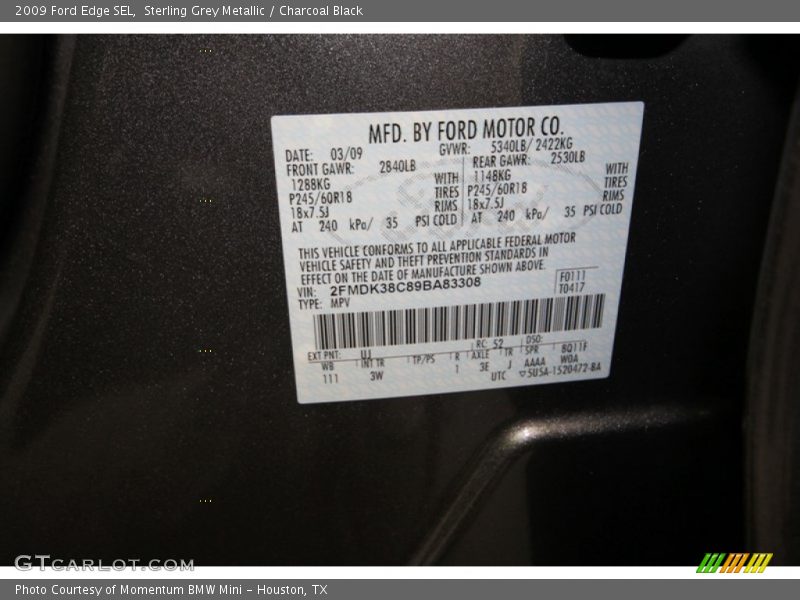 2009 Ford Edge SEL, Sterling Grey Metallic / Charcoal Black
MFD. BY FORD MOTOR CO.
DATE: 03/09 GVWR: 5340LB/ 2422KG
FRONT GAWR: 2840LB REAR GAWR: 2530LB
1288KG WITH 1148KG WITH
P245/60R18 TIRES P245/60R18 TIRES
18x7.5J RIMS 18x7.5J RIMS
AT 240 kPa/ 35 PSI COLD AT 240 kPa/ 35 PSI COLD
THIS VEHICLE CONFORMS TO ALL APPLICABLE FEDERAL MOTOR
VEHICLE SAFETY AND THEFT PREVENTION STANDARDS IN
EFFECT ON THE DATE OF MANUFACTURE SHOWN ABOVE.
VIN: 2FMDK38C89BA83308 F0111
TYPE: MPV T0417
EXT PNT: UJ RC: 52 DSO:
WB INT TR TP/PS R AXLE TR SPR 8Q11F
111 3W 1 3E J AAAA W0A
UTC ▽5U5A-1520472-BA
GTCARLOT.COM
Photo Courtesy of Momentum BMW Mini - Houston, TX